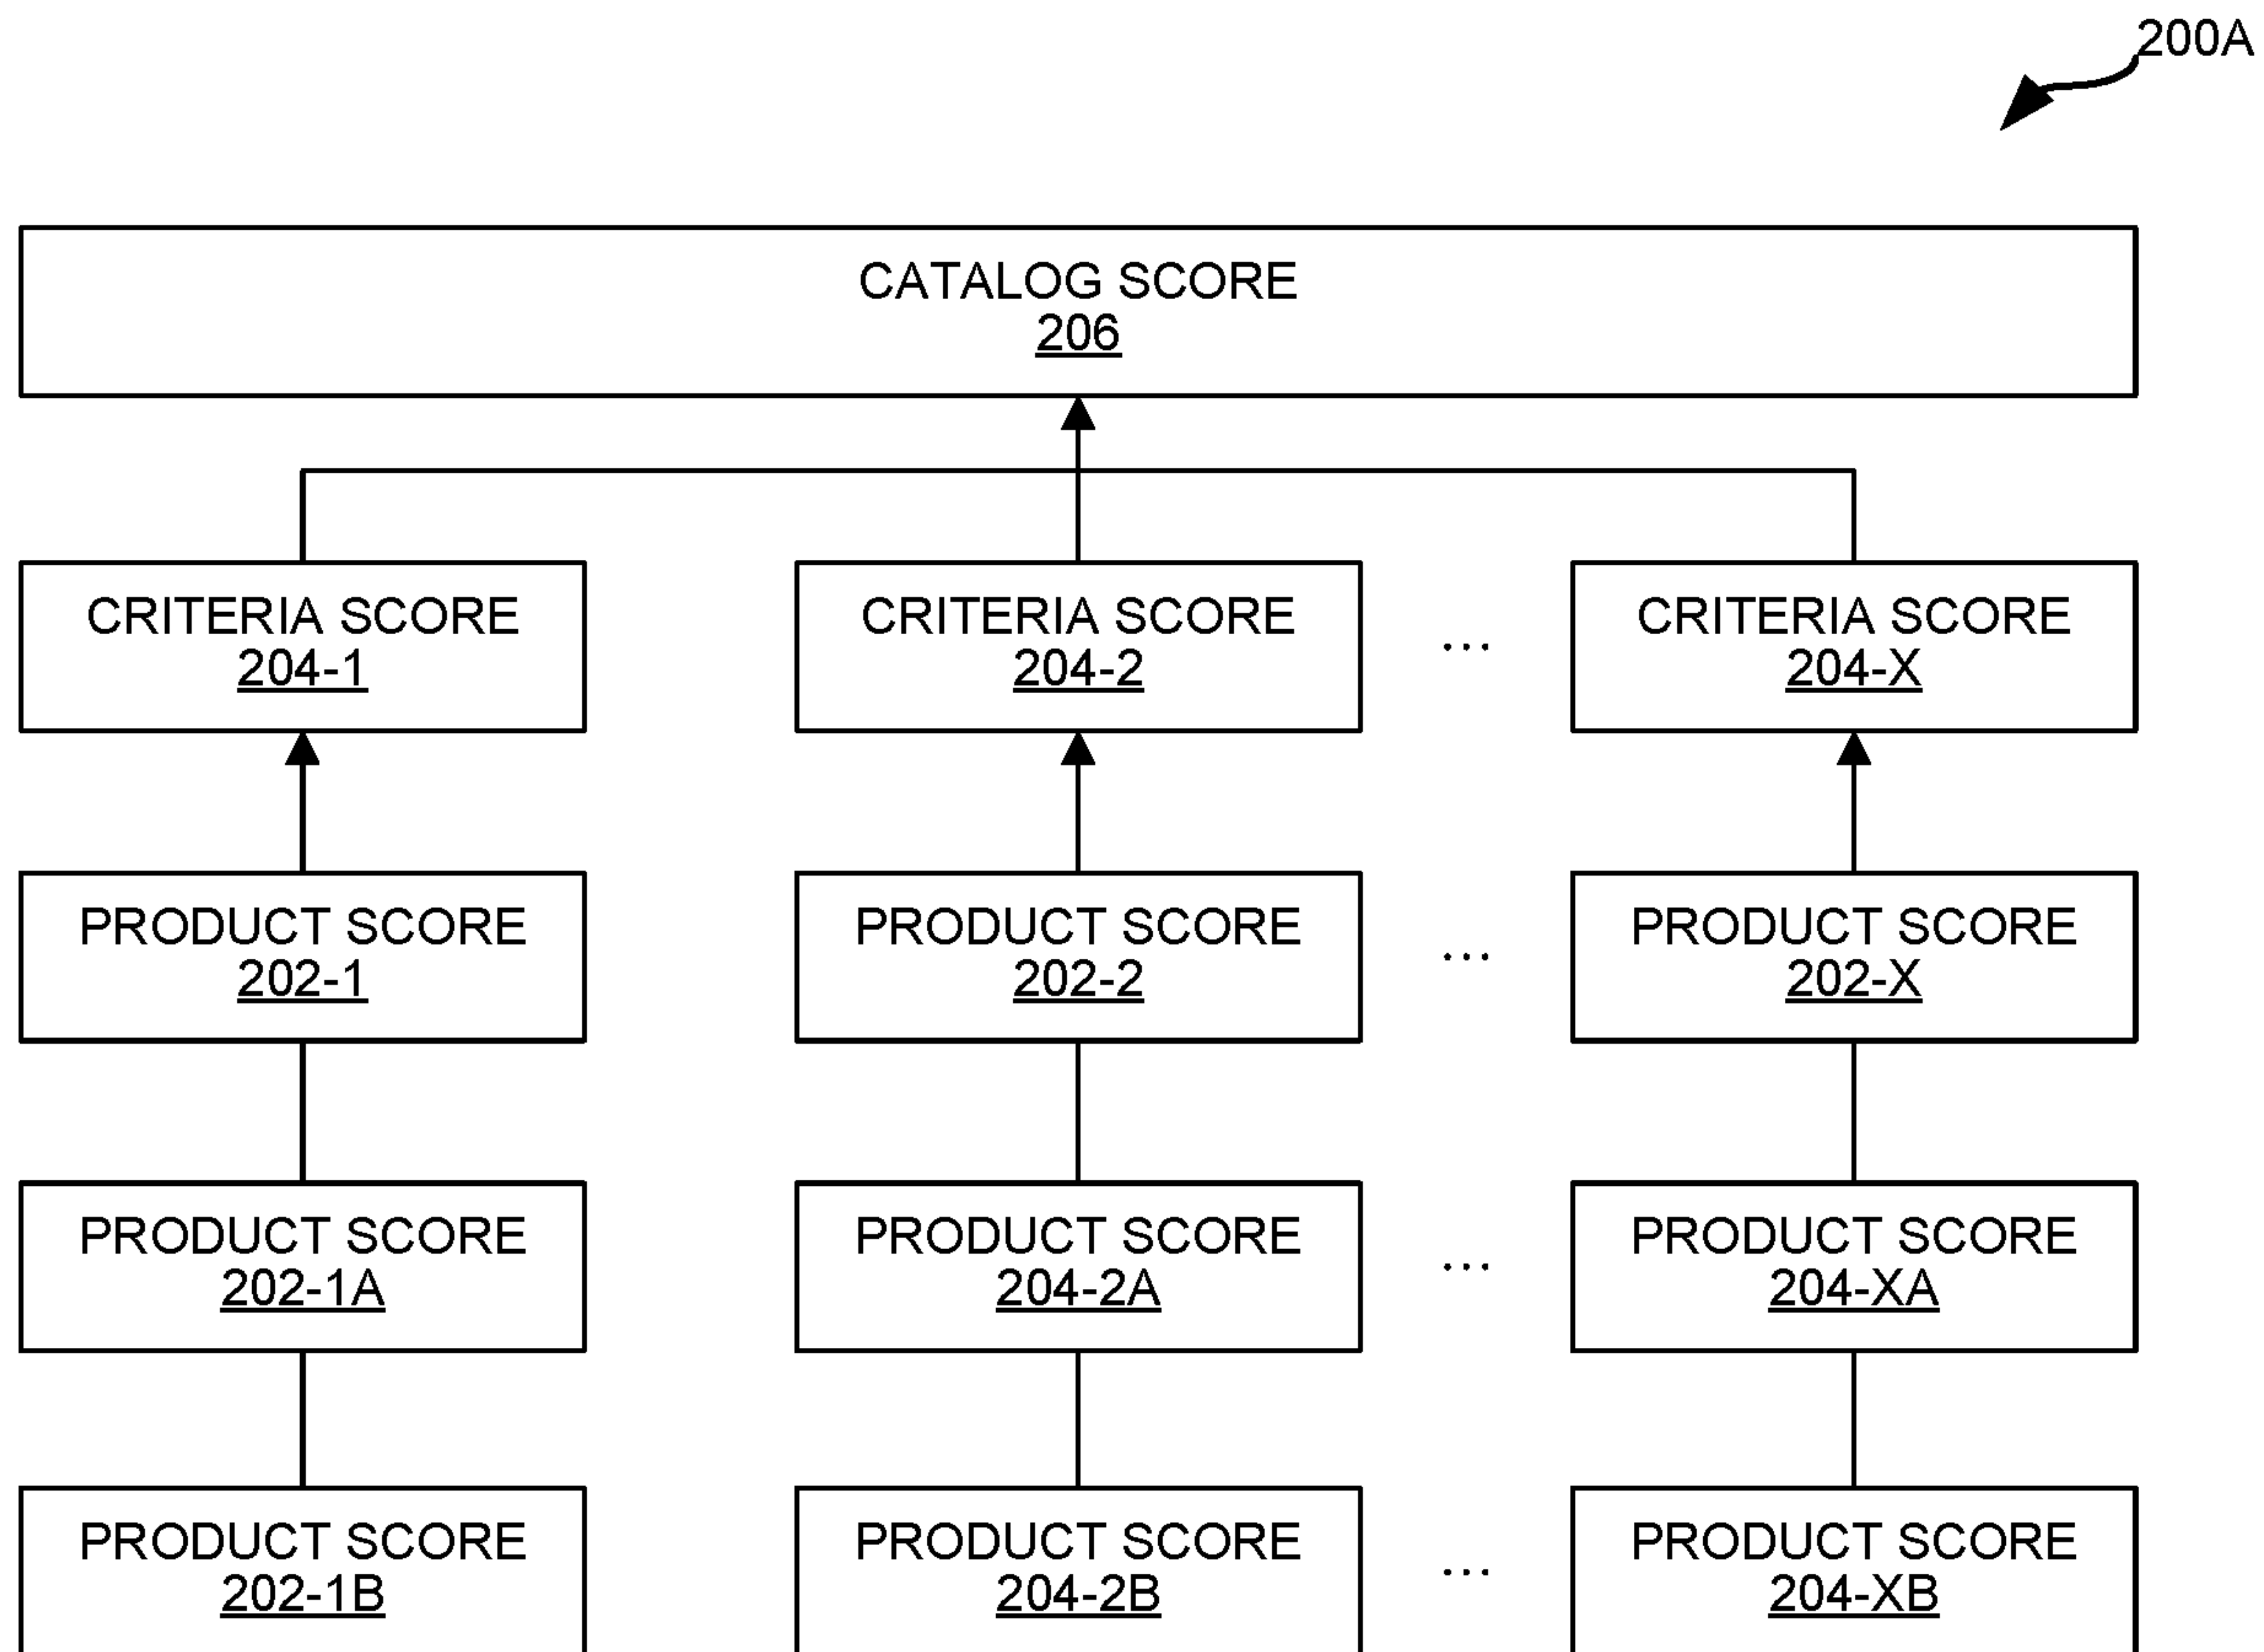 200A
CATALOG SCORE
206
CRITERIA SCORE
204-1
CRITERIA SCORE
204-2
...
CRITERIA SCORE
204-X
PRODUCT SCORE
202-1
PRODUCT SCORE
202-2
...
PRODUCT SCORE
202-X
PRODUCT SCORE
202-1A
PRODUCT SCORE
204-2A
...
PRODUCT SCORE
204-XA
PRODUCT SCORE
202-1B
PRODUCT SCORE
204-2B
...
PRODUCT SCORE
204-XB